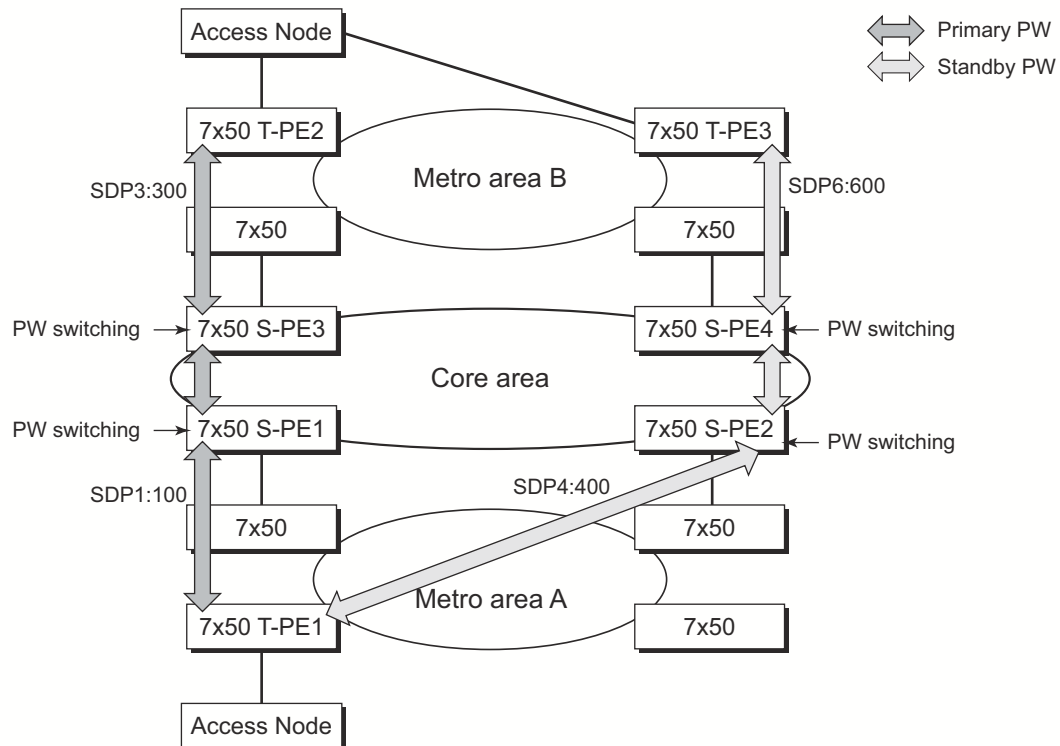 Access Node
Primary PW
Standby PW
7x50 T-PE2
7x50 T-PE3
Metro area B
SDP3:300
SDP6:600
7x50
7x50
PW switching
7x50 S-PE3
7x50 S-PE4
PW switching
Core area
PW switching
7x50 S-PE1
7x50 S-PE2
PW switching
SDP1:100
SDP4:400
7x50
7x50
Metro area A
7x50 T-PE1
7x50
Access Node